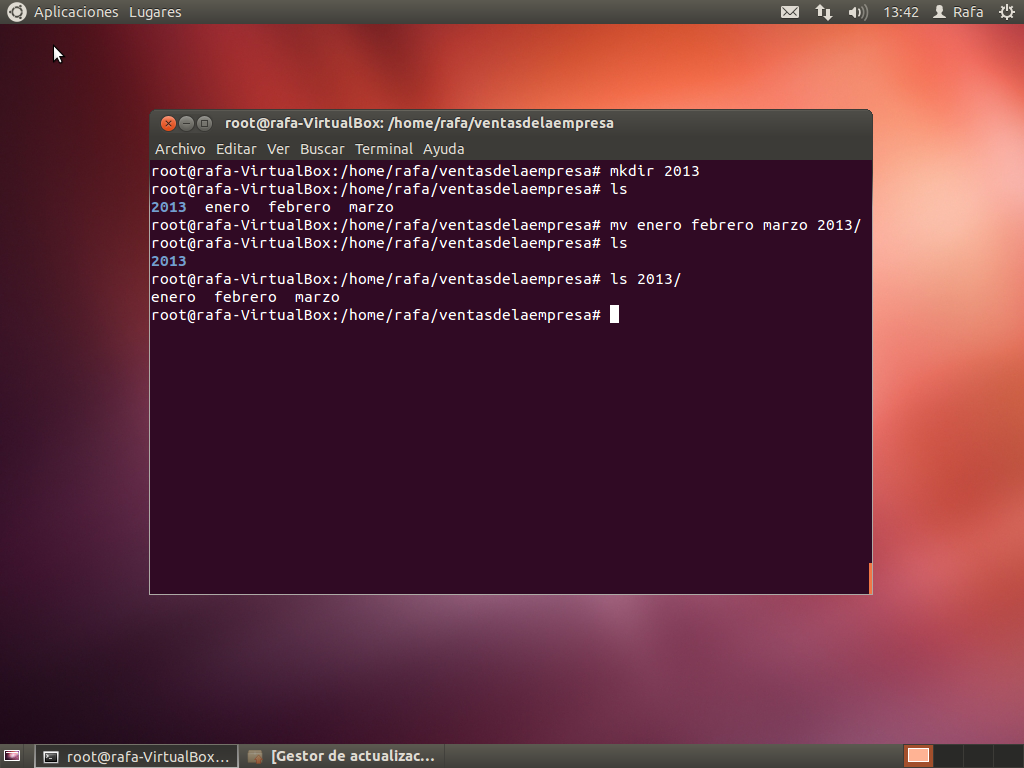 Aplicaciones Lugares 13:42 Rafa
root@rafa-VirtualBox: /home/rafa/ventasdelaempresa
Archivo Editar Ver Buscar Terminal Ayuda
root@rafa-VirtualBox:/home/rafa/ventasdelaempresa# mkdir 2013
root@rafa-VirtualBox:/home/rafa/ventasdelaempresa# ls
2013 enero febrero marzo
root@rafa-VirtualBox:/home/rafa/ventasdelaempresa# mv enero febrero marzo 2013/
root@rafa-VirtualBox:/home/rafa/ventasdelaempresa# ls
2013
root@rafa-VirtualBox:/home/rafa/ventasdelaempresa# ls 2013/
enero febrero marzo
root@rafa-VirtualBox:/home/rafa/ventasdelaempresa#
root@rafa-VirtualBox... [Gestor de actualizac...